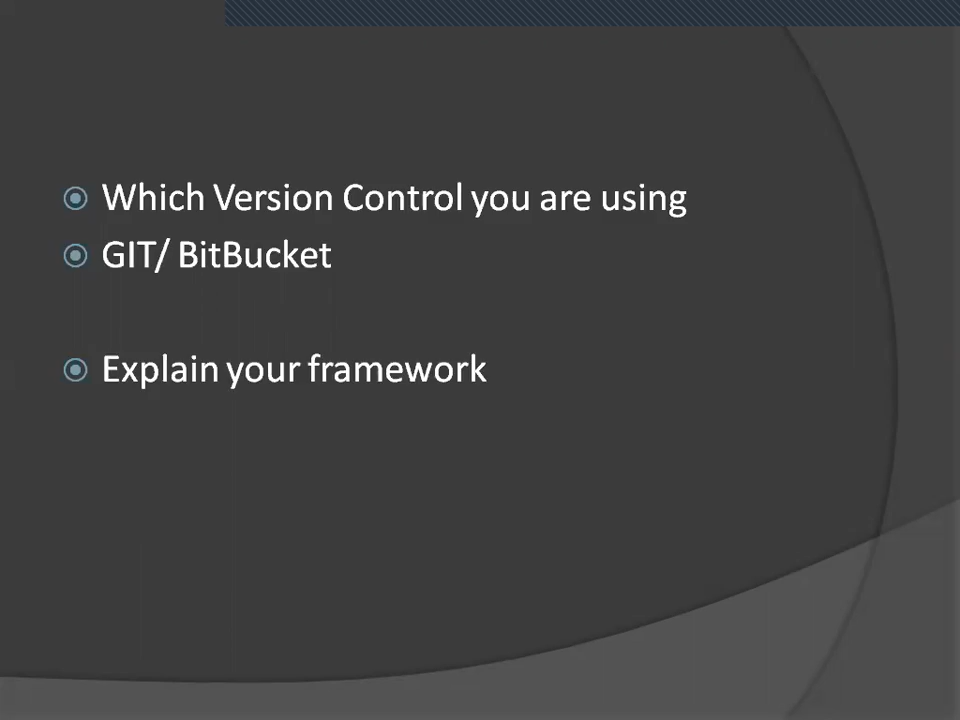 Which Version Control you are using
GIT/ BitBucket
Explain your framework